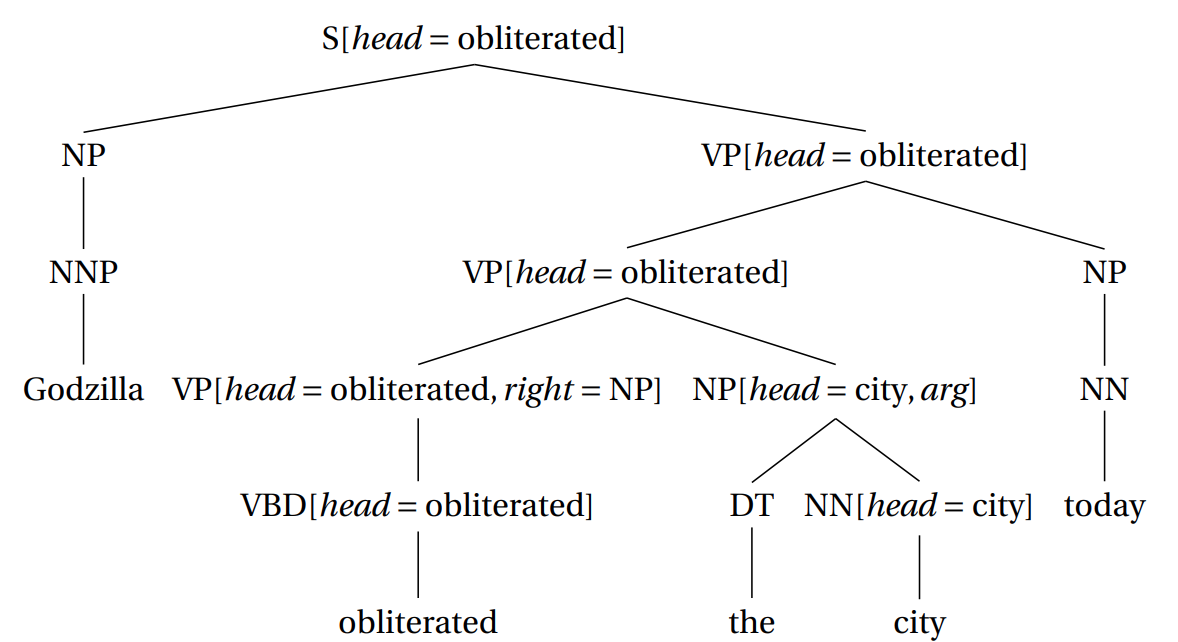 S[head = obliterated]
NP VP[head = obliterated]
NNP VP[head = obliterated] NP
Godzilla VP[head = obliterated, right = NP] NP[head = city, arg] NN
VBD[head = obliterated] DT NN[head = city] today
obliterated the city